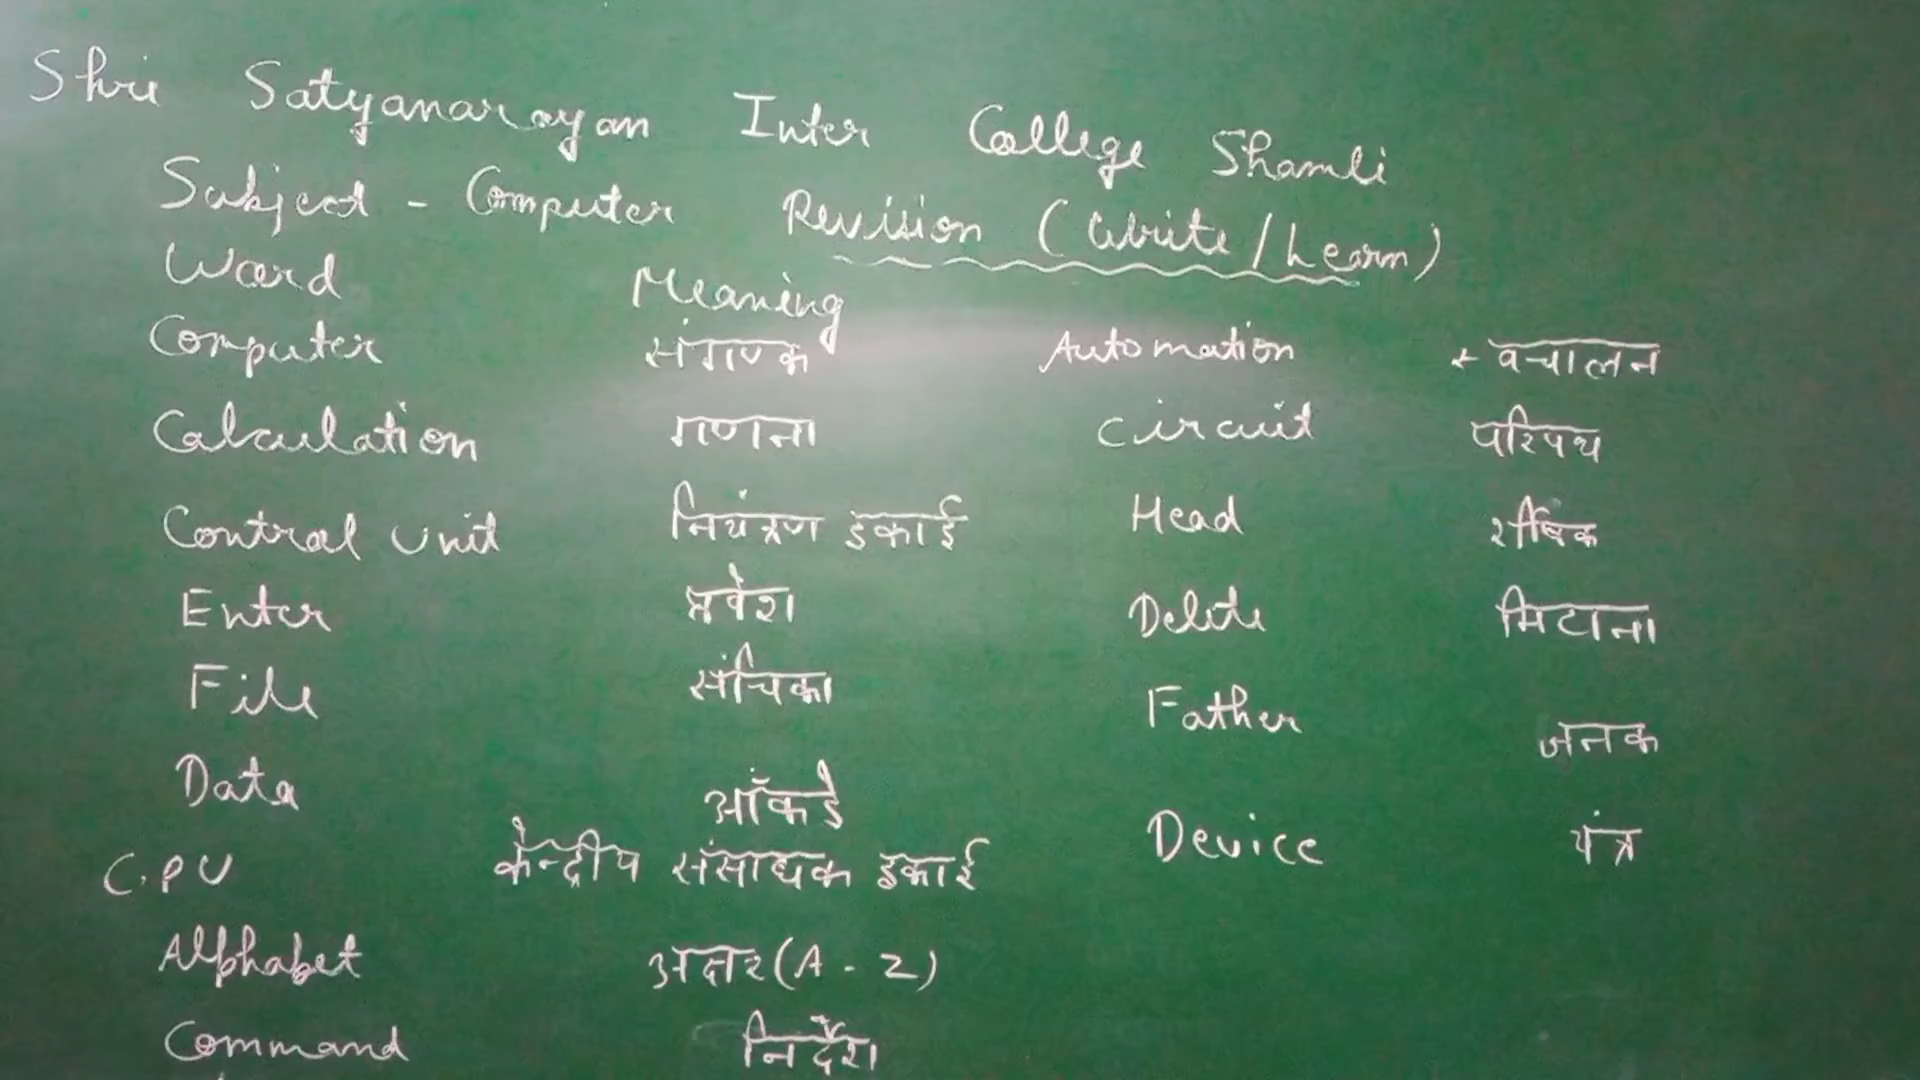 Shri Satyanarayan Inter College Shamli
Subject - Computer Revision (Write/Learn)
Word Meaning
Computer संगणक Automation स्वचालन
Calculation गणना Circuit परिपथ
Control Unit नियंत्रण इकाई Head शीर्षक
Enter प्रवेश Delete मिटाना
File संचिका Father जनक
Data आँकडे Device यंत्र
C.P.U केन्द्रीय संसाधक इकाई
Alphabet अक्षर (A - Z)
Command निर्देश